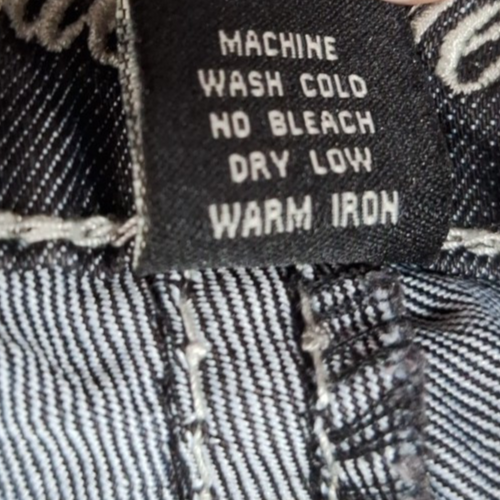 MACHINE
WASH COLD
NO BLEACH
DRY LOW
WARM IRON